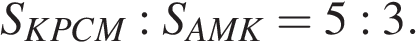 S_{KPCM} : S_{AMK} = 5 : 3.